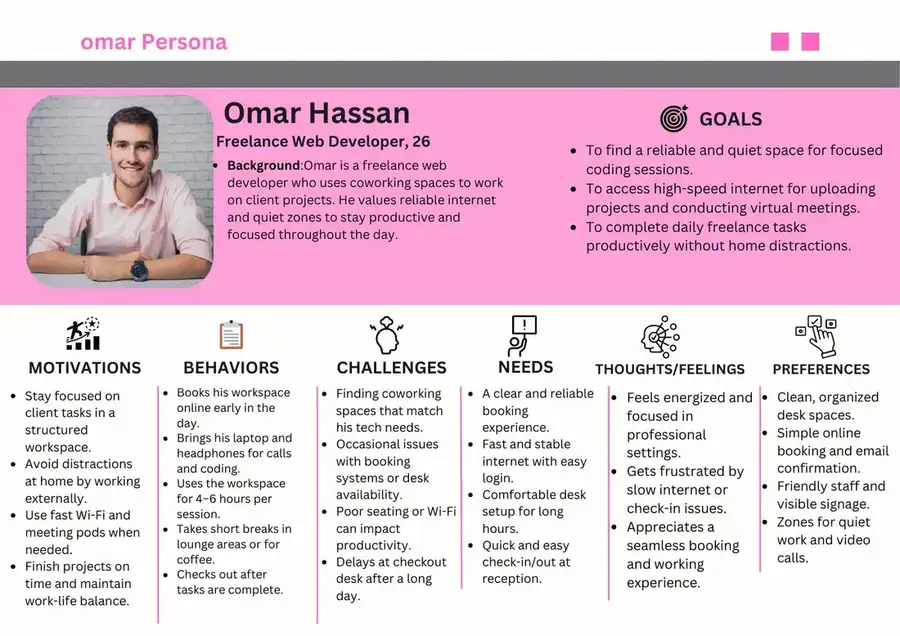 omar Persona
Omar Hassan
Freelance Web Developer, 26
• Background:Omar is a freelance web
developer who uses coworking spaces to work
on client projects. He values reliable internet
and quiet zones to stay productive and
focused throughout the day.
GOALS
• To find a reliable and quiet space for focused
coding sessions.
• To access high-speed internet for uploading
projects and conducting virtual meetings.
• To complete daily freelance tasks
productively without home distractions.
MOTIVATIONS
• Stay focused on
client tasks in a
structured
workspace.
• Avoid distractions
at home by working
externally.
• Use fast Wi-Fi and
meeting pods when
needed.
• Finish projects on
time and maintain
work-life balance.
BEHAVIORS
• Books his workspace
online early in the
day.
• Brings his laptop and
headphones for calls
and coding.
• Uses the workspace
for 4–6 hours per
session.
• Takes short breaks in
lounge areas or for
coffee.
• Checks out after
tasks are complete.
CHALLENGES
• Finding coworking
spaces that match
his tech needs.
• Occasional issues
with booking
systems or desk
availability.
• Poor seating or Wi-Fi
can impact
productivity.
• Delays at checkout
desk after a long
day.
NEEDS
• A clear and reliable
booking
experience.
• Fast and stable
internet with easy
login.
• Comfortable desk
setup for long
hours.
• Quick and easy
check-in/out at
reception.
THOUGHTS/FEELINGS
• Feels energized and
focused in
professional
settings.
• Gets frustrated by
slow internet or
check-in issues.
• Appreciates a
seamless booking
and working
experience.
PREFERENCES
• Clean, organized
desk spaces.
• Simple online
booking and email
confirmation.
• Friendly staff and
visible signage.
• Zones for quiet
work and video
calls.